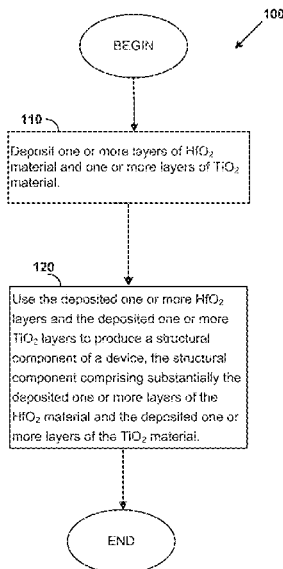 100
BEGIN
110
Deposit one or more layers of HfO₂
material and one or more layers of TiO₂
material.
120
Use the deposited one or more HfO₂
layers and the deposited one or more
TiO₂ layers to produce a structural
component of a device, the structural
component comprising substantially the
deposited one or more layers of the
HfO₂ material and the deposited one or
more layers of the TiO₂ material.
END